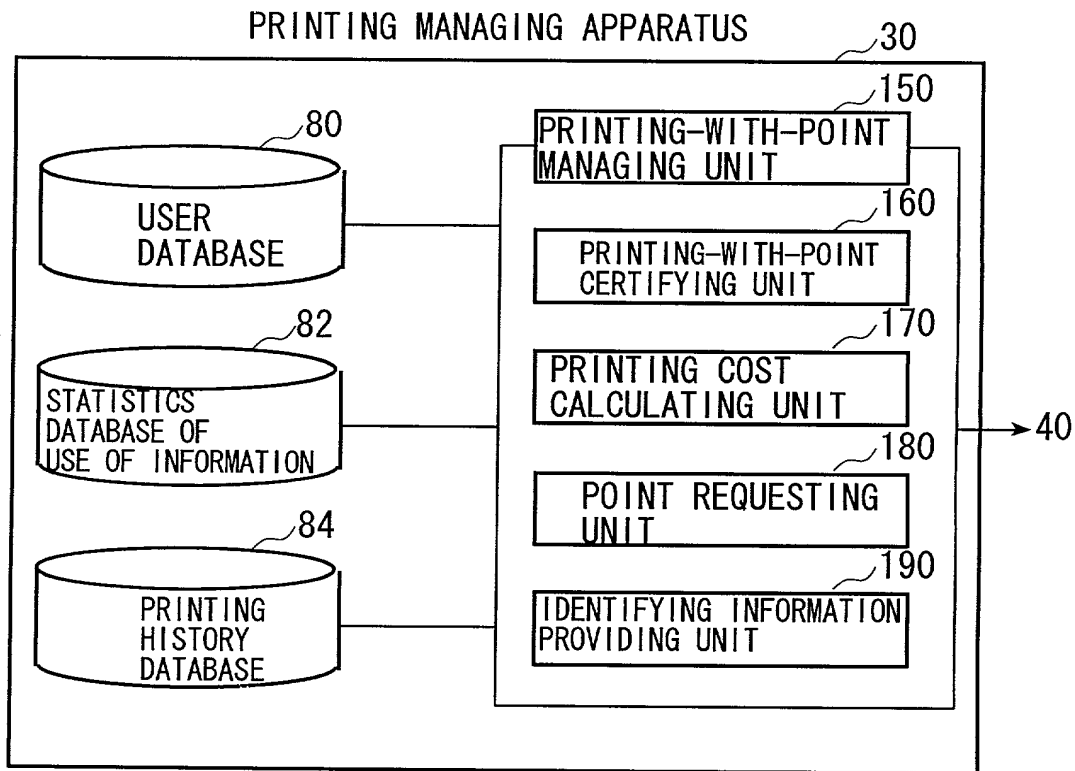 PRINTING MANAGING APPARATUS
30
80
USER
DATABASE
82
STATISTICS
DATABASE OF
USE OF INFORMATION
84
PRINTING
HISTORY
DATABASE
150
PRINTING-WITH-POINT
MANAGING UNIT
160
PRINTING-WITH-POINT
CERTIFYING UNIT
170
PRINTING COST
CALCULATING UNIT
180
POINT REQUESTING
UNIT
190
IDENTIFYING INFORMATION
PROVIDING UNIT
40